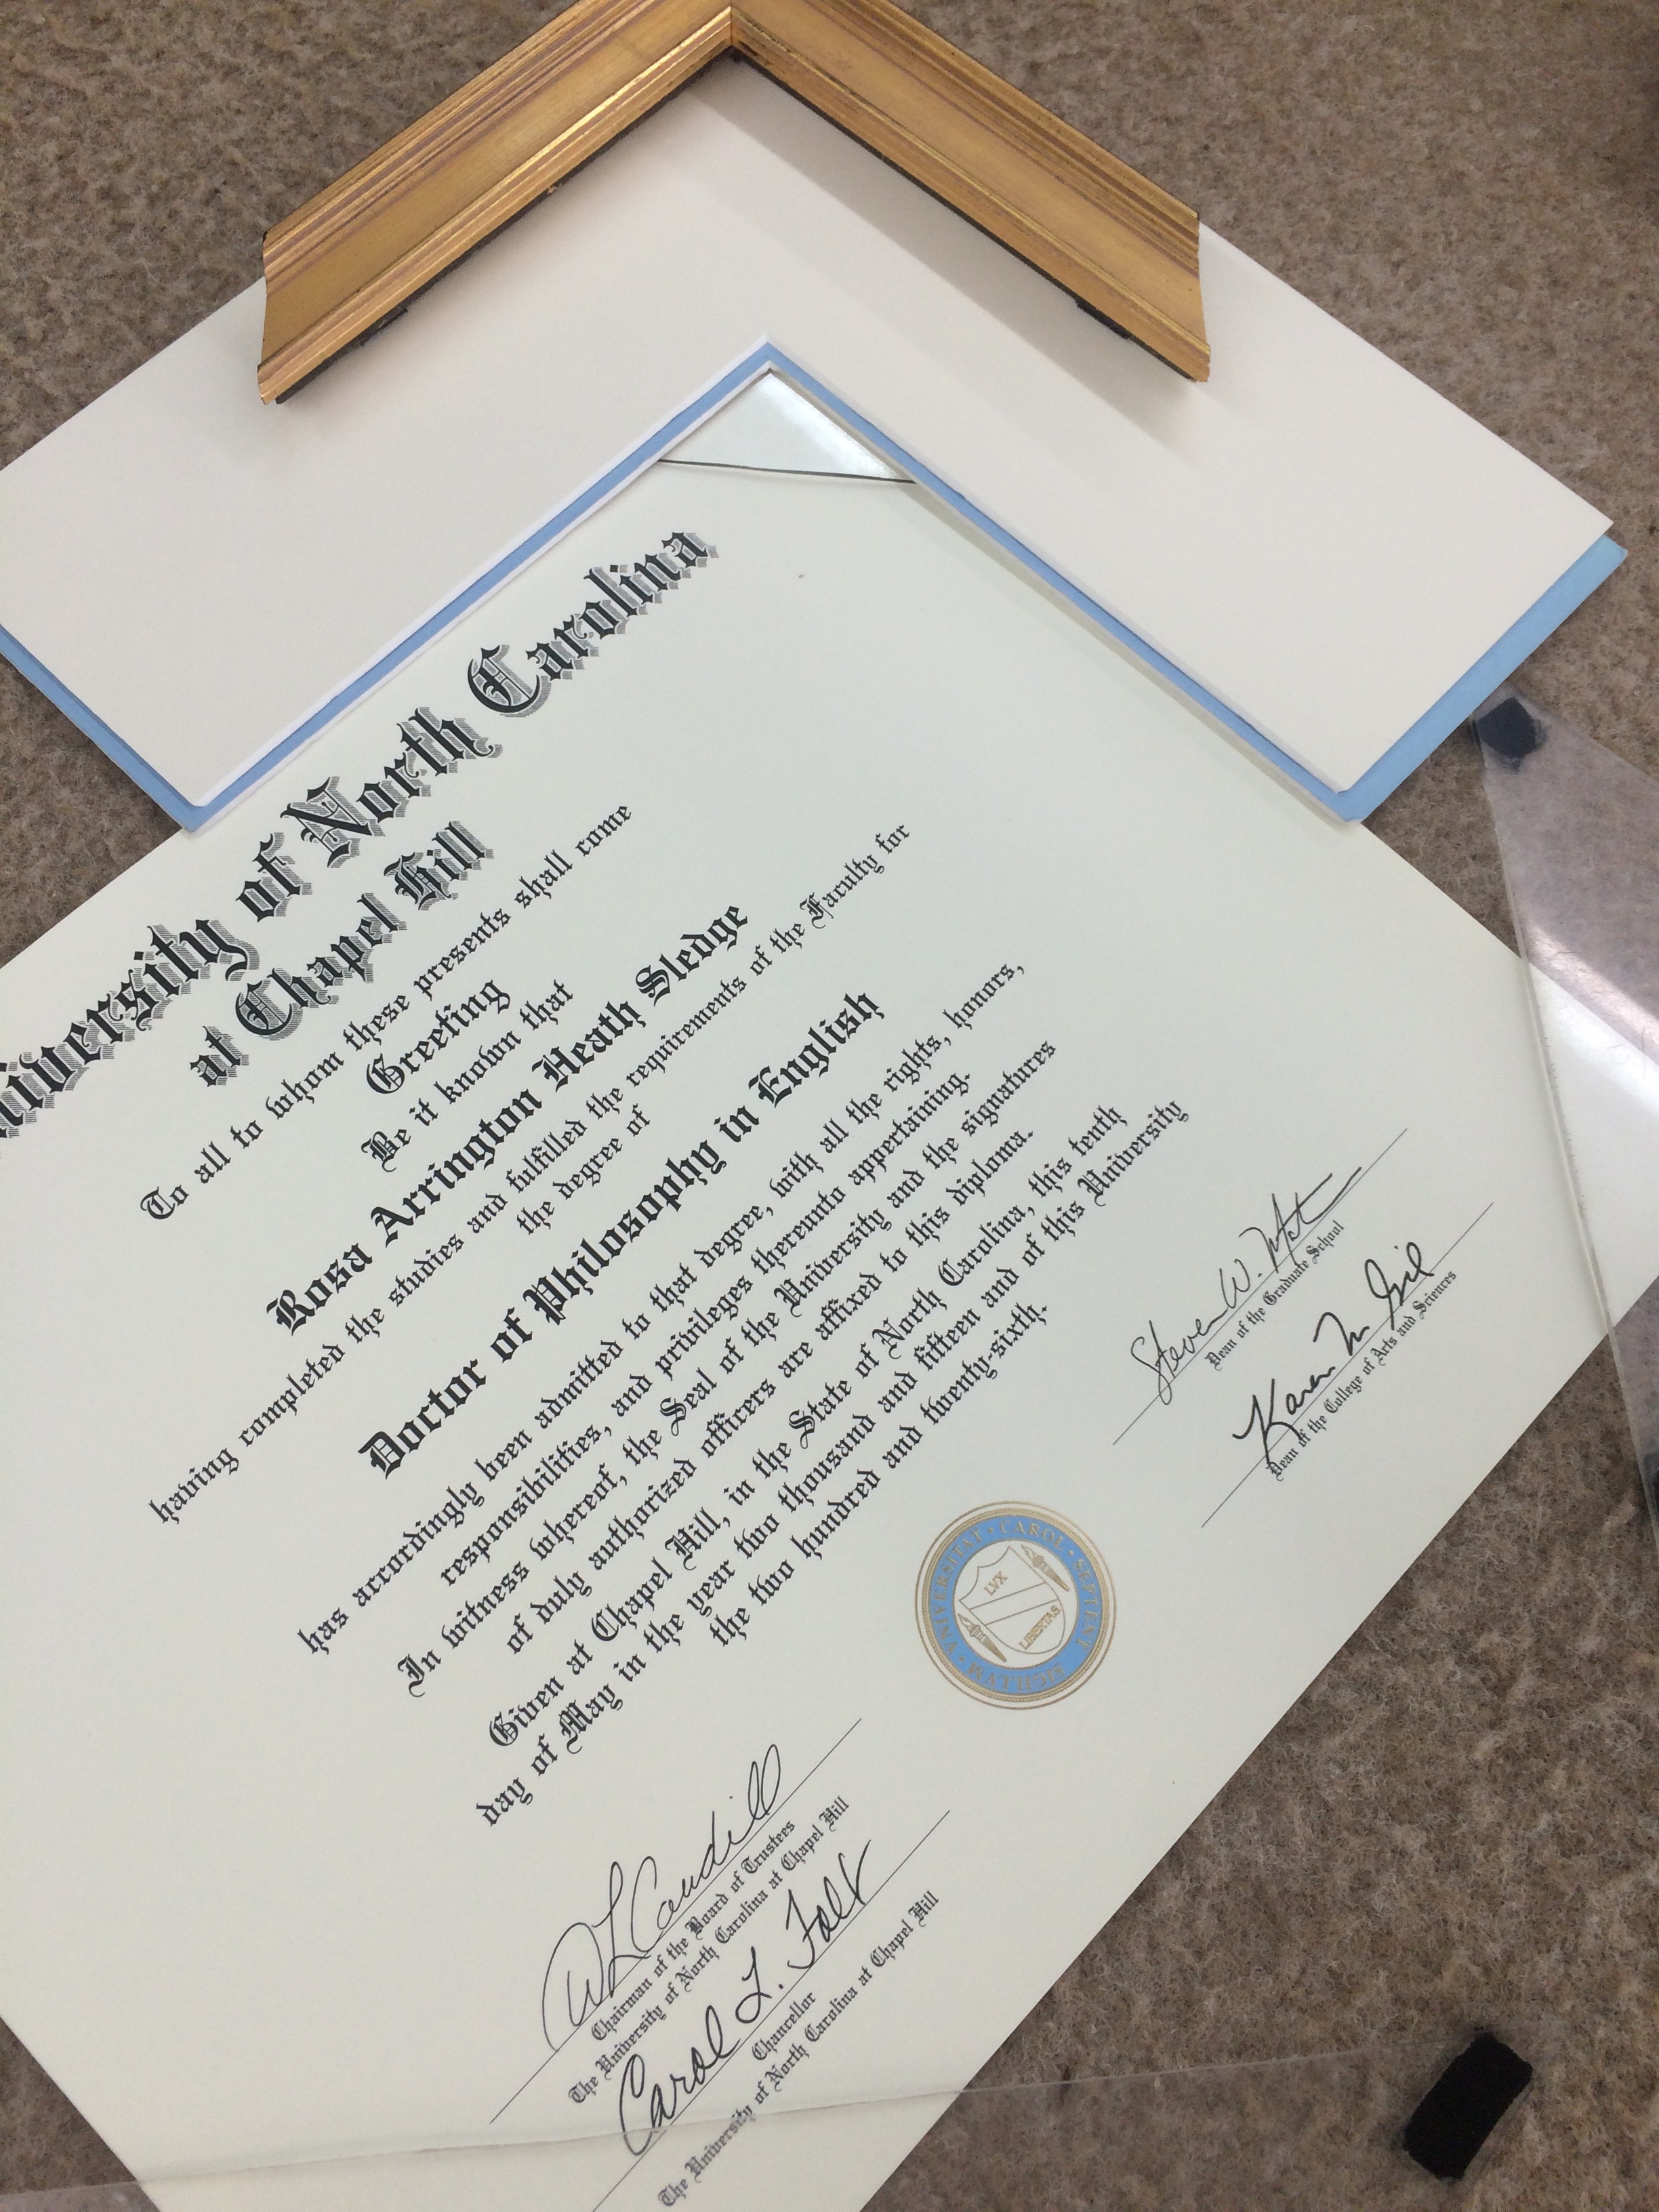 University of North Carolina
at Chapel Hill
To all to whom these presents shall come
Greeting
Be it known that
Rosa Arrington Heath Sledge
having completed the studies and fulfilled the requirements of the Faculty for
the degree of
Doctor of Philosophy in English
has accordingly been admitted to that degree, with all the rights, honors,
responsibilities, and privileges thereunto appertaining.
In witness whereof, the Seal of the University and the signatures
of duly authorized officers are affixed to this diploma.
Given at Chapel Hill, in the State of North Carolina, this tenth
day of May in the year two thousand and fifteen and of this University
the two hundred and twenty-sixth.
Steven W.
Dean of the Graduate School
Karen M Gil
Dean of the College of Arts and Sciences
SIGILLVM · VNIVERSITAT · CAROL · SEPTENT
LVX
LIBERTAS
Caudill
Chairman of the Board of Trustees
The University of North Carolina at Chapel Hill
Carol L. Folt
Chancellor
The University of North Carolina at Chapel Hill